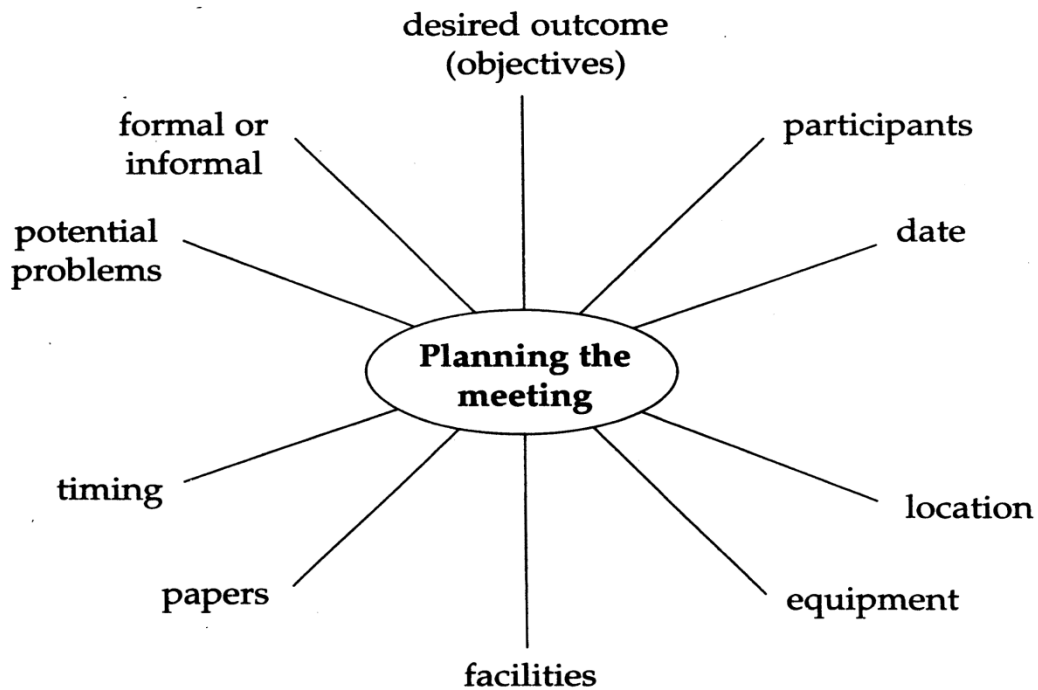 desired outcome
(objectives)
formal or
informal
participants
potential
problems
date
Planning the
meeting
timing
location
papers
equipment
facilities